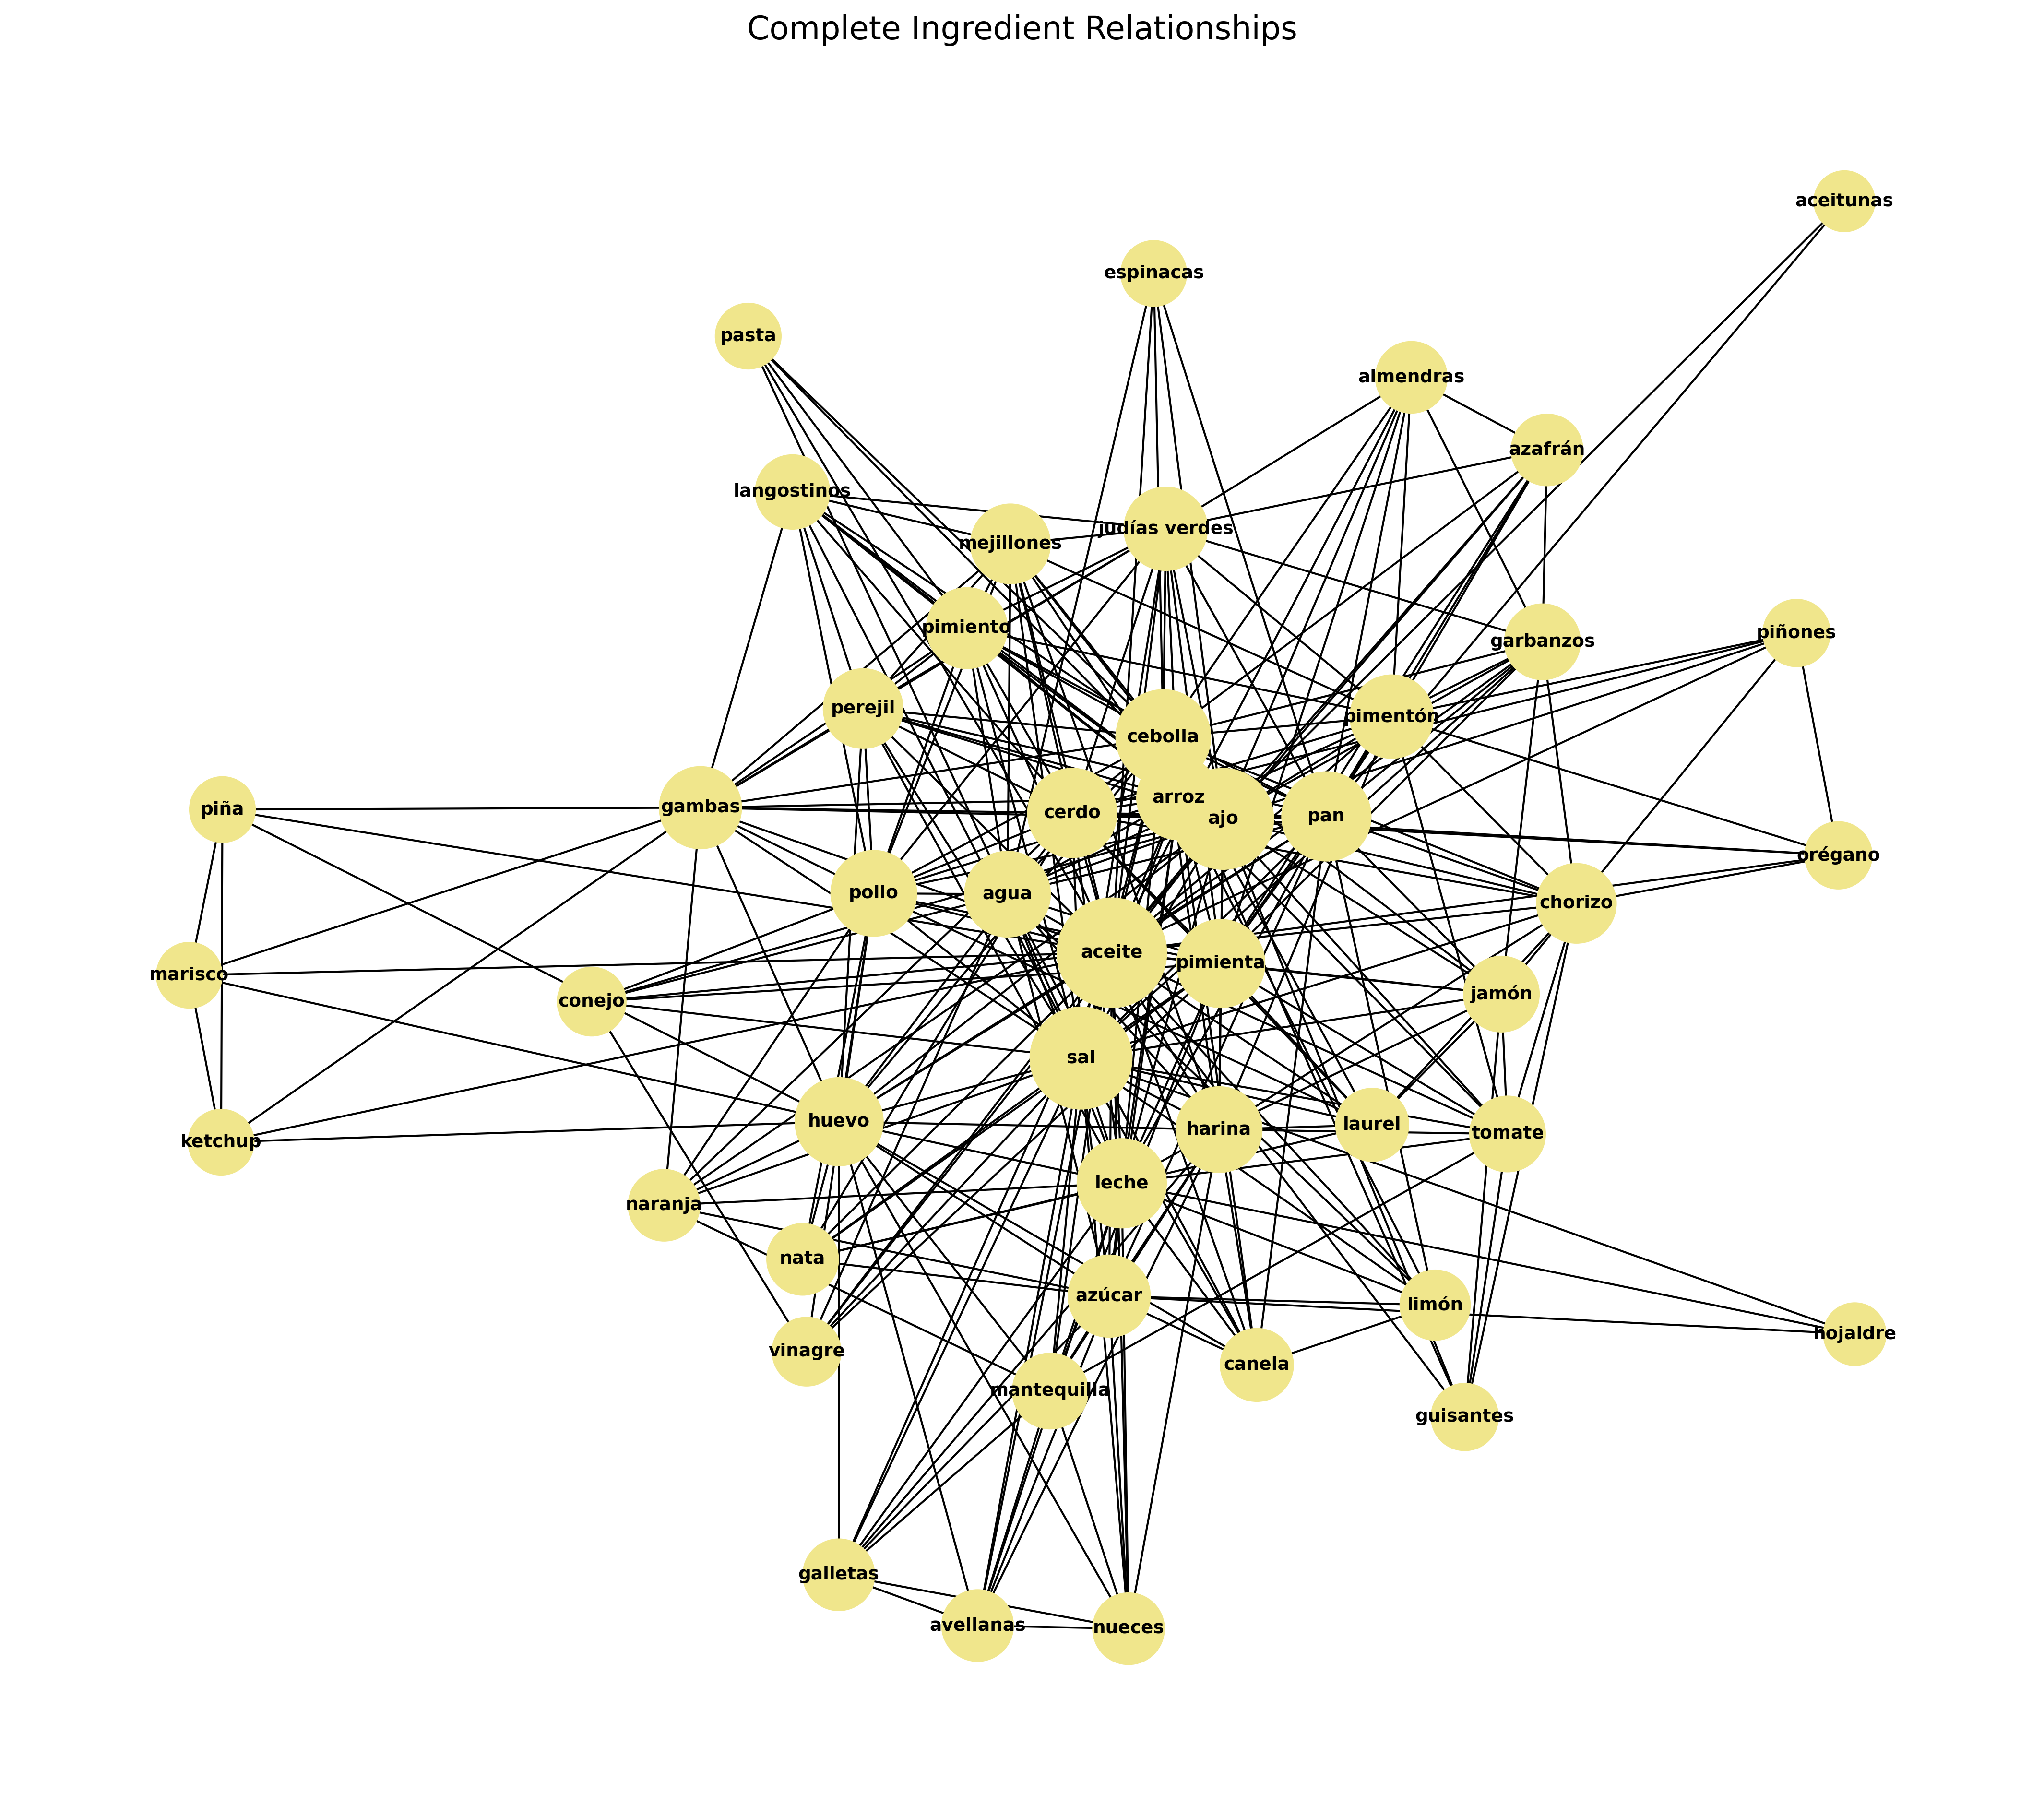 Complete Ingredient Relationships
aceitunas
espinacas
pasta
almendras
azafrán
langostinos
judías verdes
mejillones
pimiento
piñones
garbanzos
perejil
pimentón
cebolla
arroz
gambas
piña
cerdo
ajo
pan
orégano
pollo
agua
chorizo
aceite
pimienta
marisco
jamón
conejo
sal
huevo
harina
laurel
tomate
ketchup
leche
naranja
nata
azúcar
limón
hojaldre
vinagre
canela
mantequilla
guisantes
galletas
avellanas
nueces